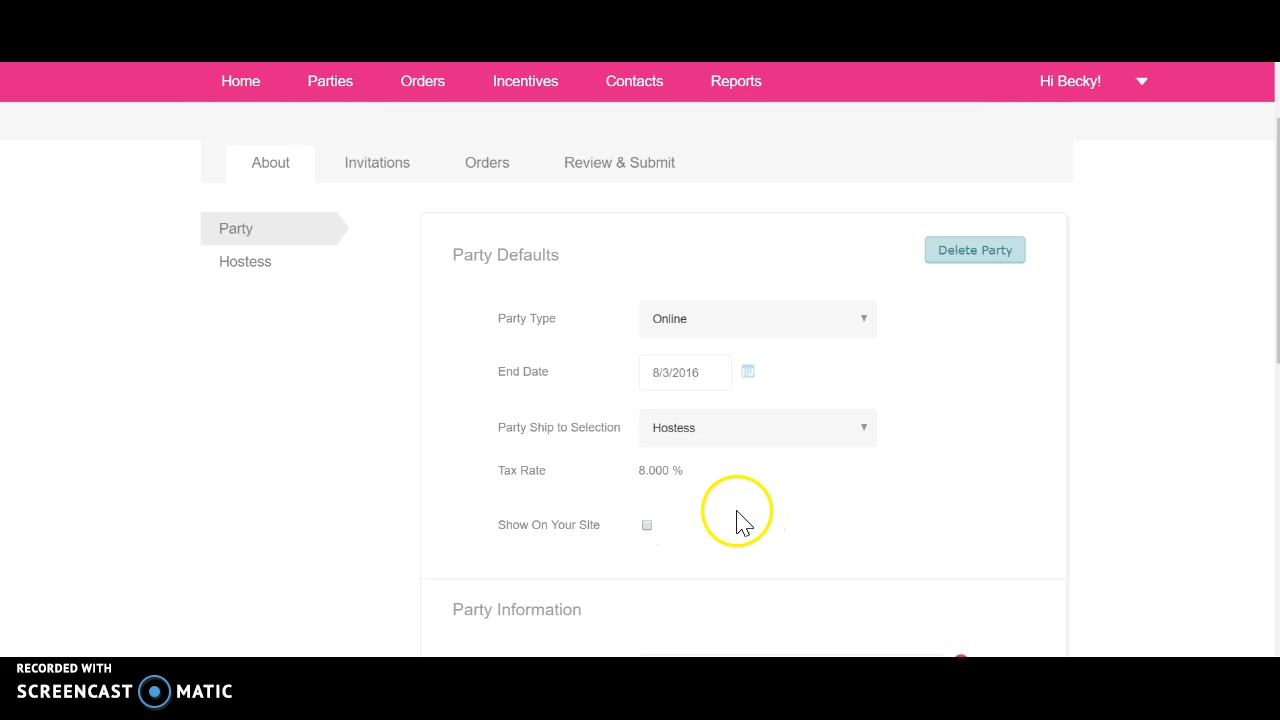 Home Parties Orders Incentives Contacts Reports Hi Becky!
About Invitations Orders Review & Submit
Party
Hostess
Party Defaults Delete Party
Party Type Online
End Date 8/3/2016
Party Ship to Selection Hostess
Tax Rate 8.000 %
Show On Your Site
Party Information
RECORDED WITH
SCREENCAST MATIC